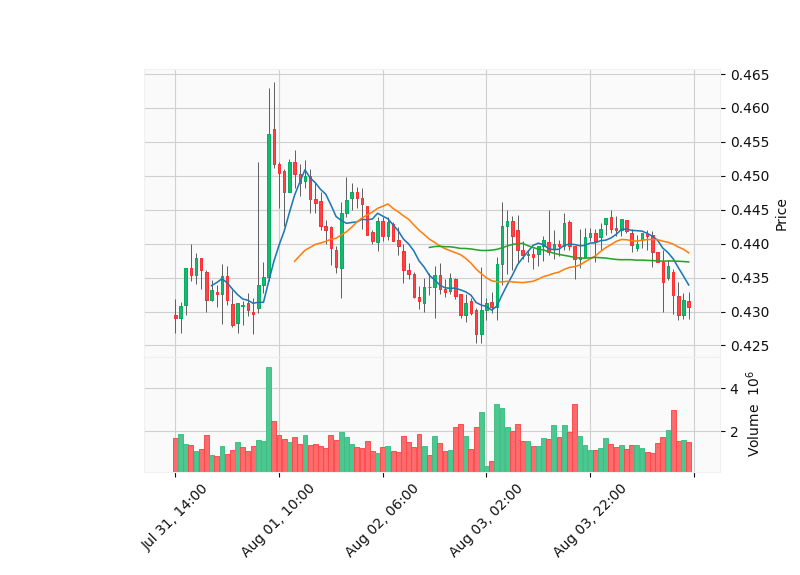 0.465
0.460
0.455
0.450
0.445
0.440
0.435
0.430
0.425
Price
4
2
Volume 10^6
Jul 31, 14:00
Aug 01, 10:00
Aug 02, 06:00
Aug 03, 02:00
Aug 03, 22:00